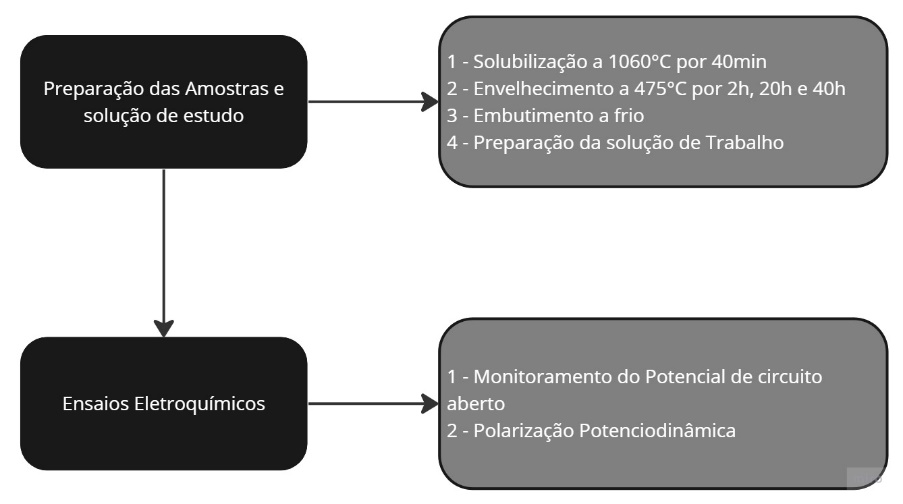 Preparação das Amostras e
solução de estudo
1 - Solubilização a 1060°C por 40min
2 - Envelhecimento a 475°C por 2h, 20h e 40h
3 - Embutimento a frio
4 - Preparação da solução de Trabalho
Ensaios Eletroquímicos
1 - Monitoramento do Potencial de circuito
aberto
2 - Polarização Potenciodinâmica